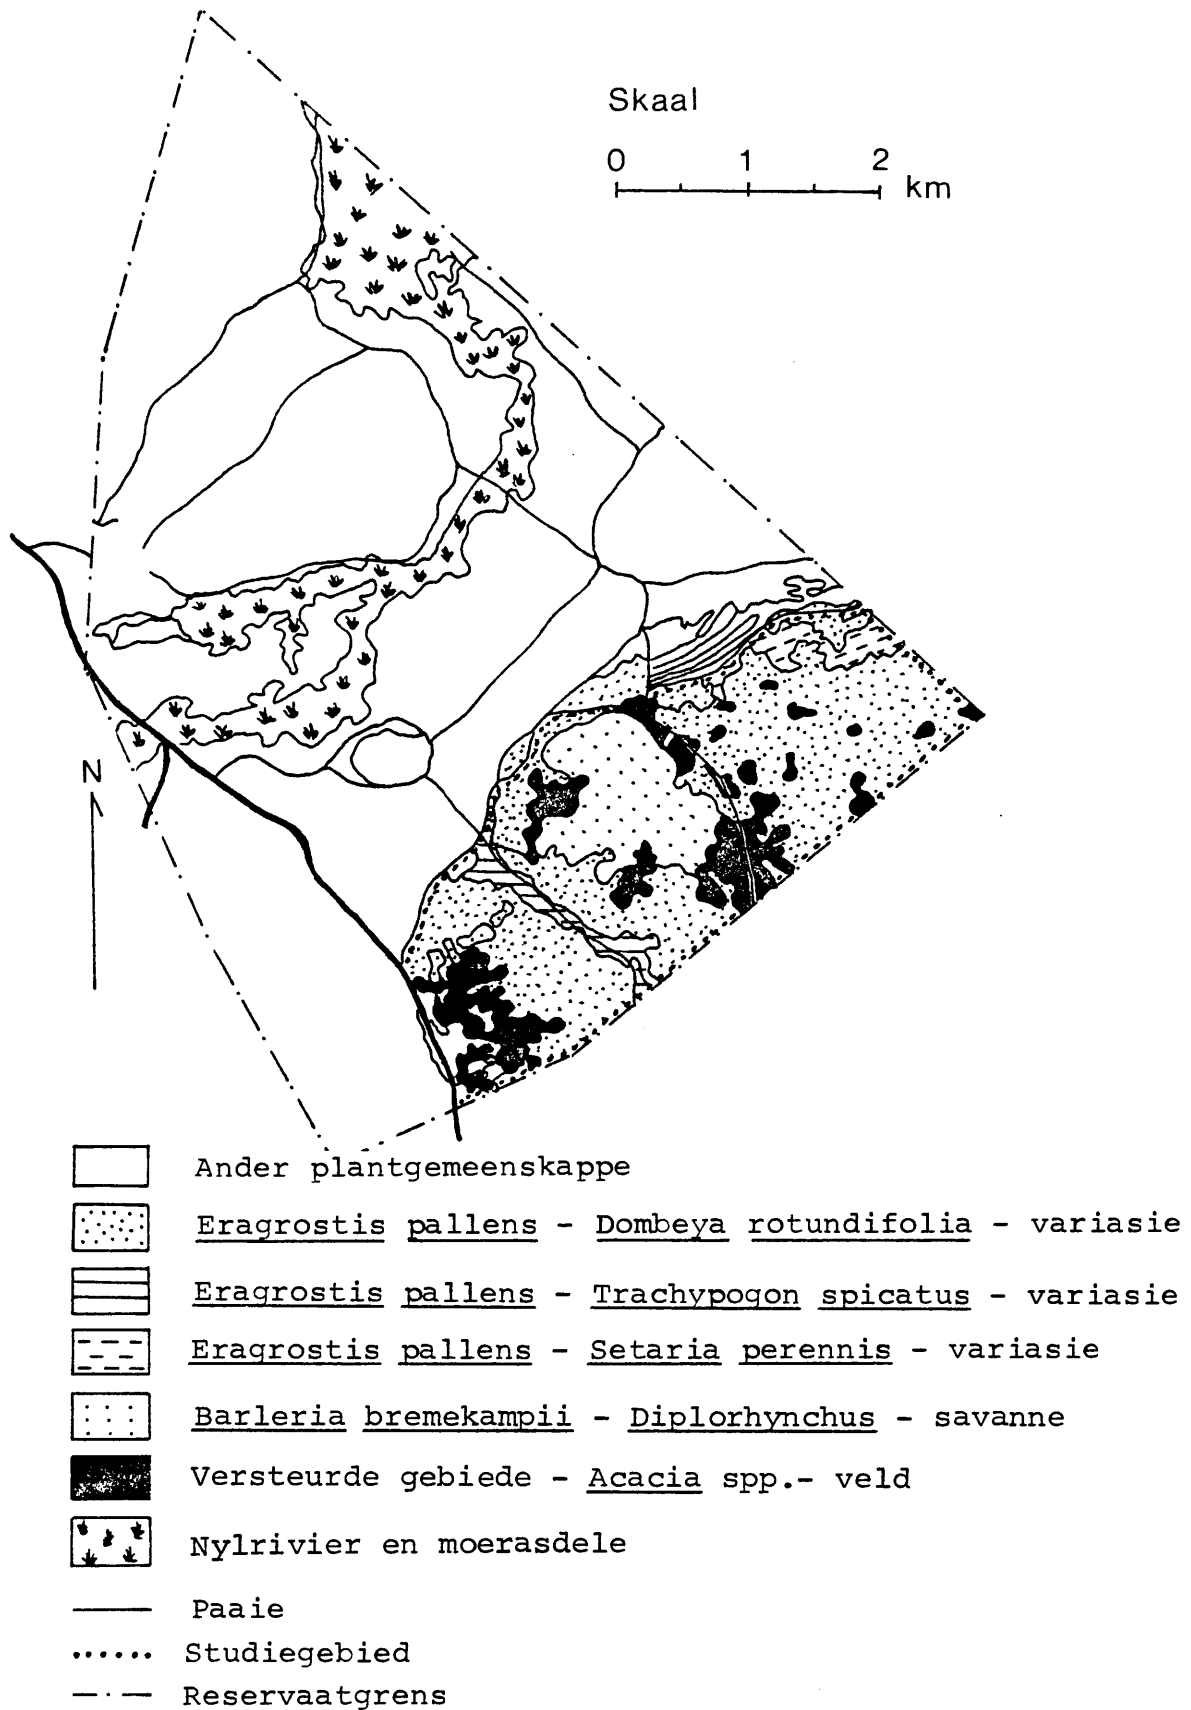 Skaal
0 1 2
km
N
Ander plantgemeenskappe
Eragrostis pallens - Dombeya rotundifolia - variasie
Eragrostis pallens - Trachypogon spicatus - variasie
Eragrostis pallens - Setaria perennis - variasie
Barleria bremekampii - Diplorhynchus - savanne
Versteurde gebiede - Acacia spp.- veld
Nylrivier en moerasdele
Paaie
Studiegebied
Reservaatgrens